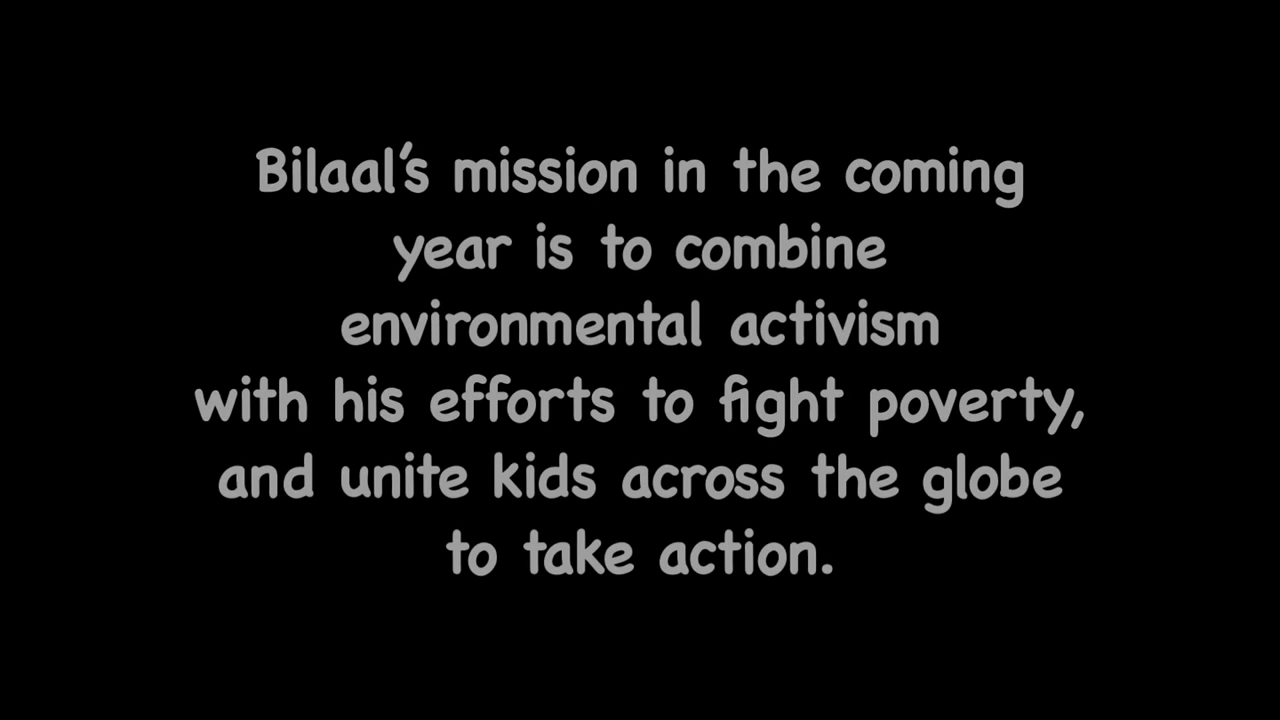 Bilaal's mission in the coming
year is to combine
environmental activism
with his efforts to fight poverty,
and unite kids across the globe
to take action.